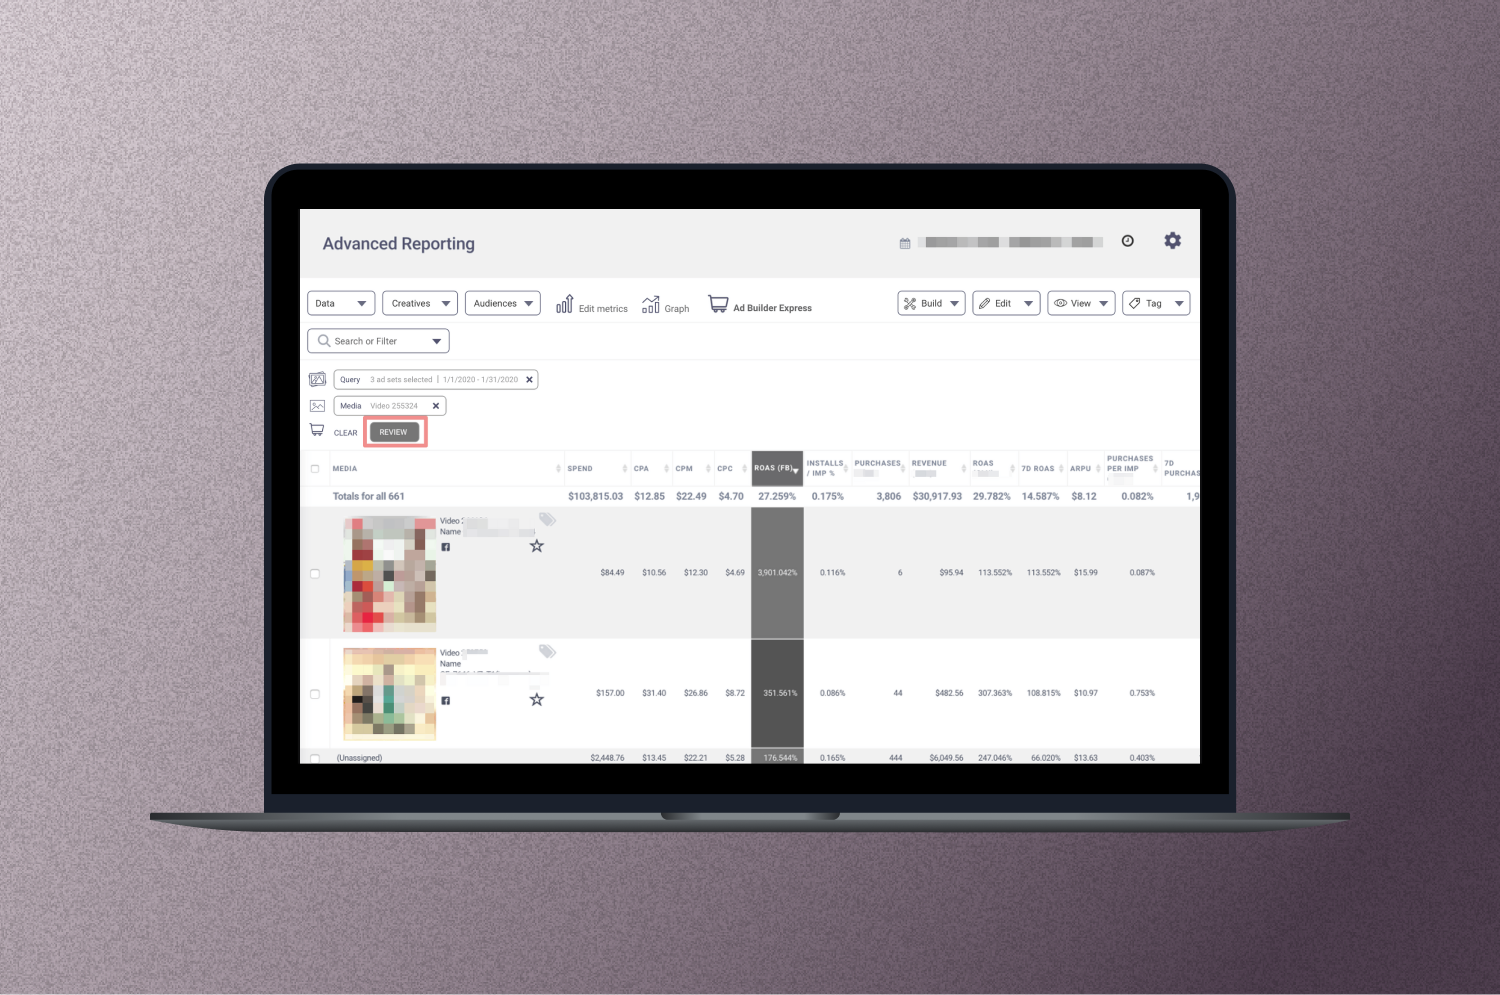 Advanced Reporting
Data Creatives Audiences Edit metrics Graph Ad Builder Express Build Edit View Tag
Search or Filter
Query 3 ad sets selected | 1/1/2020 - 1/31/2020
Media Video 255324
CLEAR REVIEW
MEDIA SPEND CPA CPM CPC ROAS (FB) INSTALLS / IMP % PURCHASES REVENUE ROAS 7D ROAS ARPU PURCHASES PER IMP 7D PURCHAS
Totals for all 661 $103,815.03 $12.85 $22.49 $4.70 27.259% 0.175% 3,806 $30,917.93 29.782% 14.587% $8.12 0.082% 1,9
Video
Name
$84.49 $10.56 $12.30 $4.69 3,901.042% 0.116% 6 $95.94 113.552% 113.552% $15.99 0.087%
Video
Name
$157.00 $31.40 $26.86 $8.72 351.561% 0.086% 44 $482.56 307.363% 108.815% $10.97 0.753%
(Unassigned) $2,448.76 $13.45 $22.21 $5.28 176.544% 0.165% 444 $6,049.56 247.046% 66.020% $13.63 0.403%